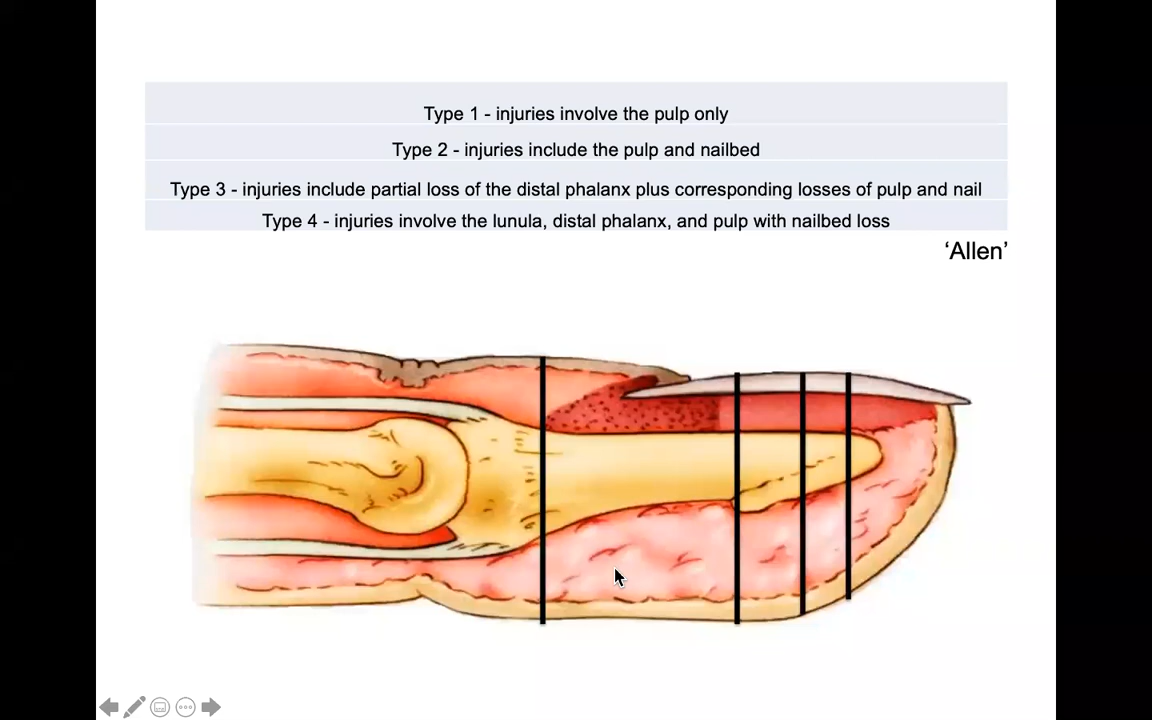 Type 1 - injuries involve the pulp only
Type 2 - injuries include the pulp and nailbed
Type 3 - injuries include partial loss of the distal phalanx plus corresponding losses of pulp and nail
Type 4 - injuries involve the lunula, distal phalanx, and pulp with nailbed loss
‘Allen’